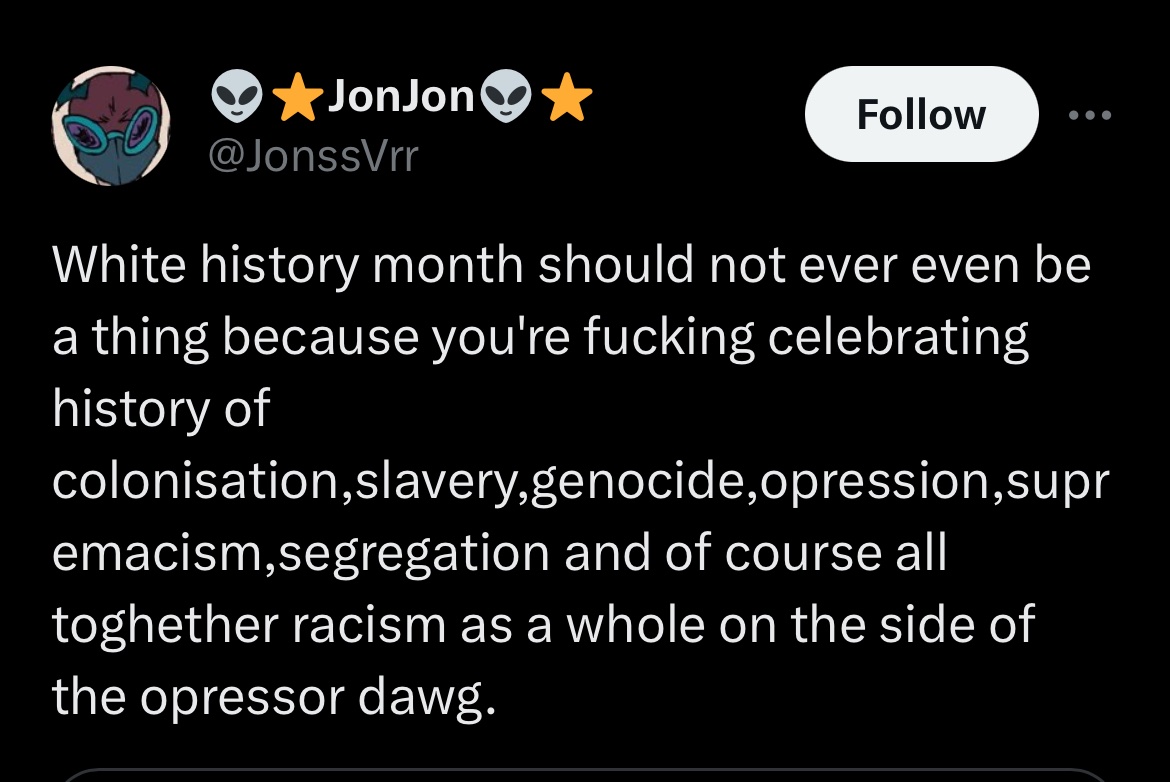 👽⭐JonJon👽⭐
@JonssVrr
Follow
White history month should not ever even be
a thing because you're fucking celebrating
history of
colonisation,slavery,genocide,opression,supr
emacism,segregation and of course all
toghether racism as a whole on the side of
the opressor dawg.